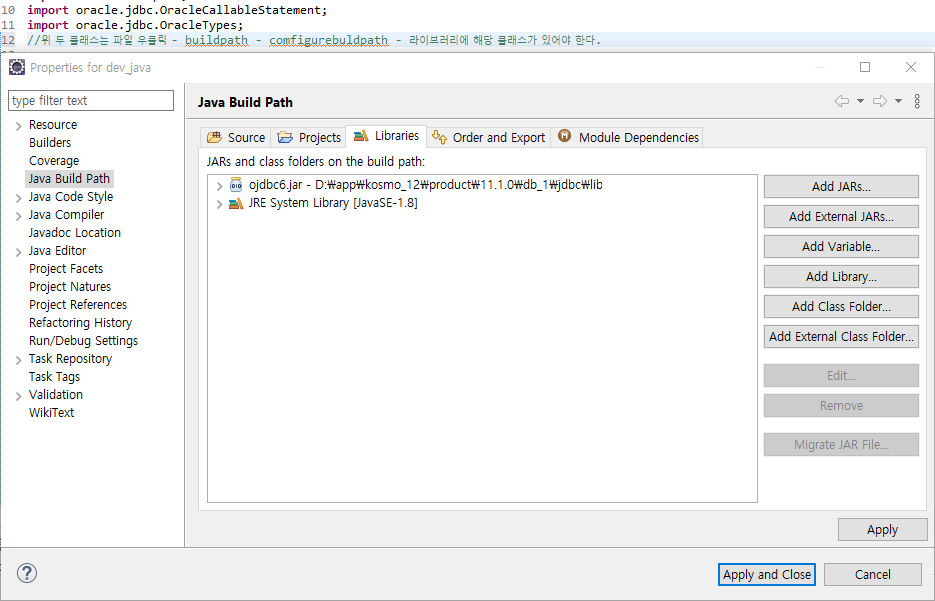 10 import oracle.jdbc.OracleCallableStatement;
11 import oracle.jdbc.OracleTypes;
12 //위 두 클래스는 파일 우클릭 - buildpath - comfigurebuldpath - 라이브러리에 해당 클래스가 있어야 한다.
Properties for dev_java
type filter text
Resource
Builders
Coverage
Java Build Path
Java Code Style
Java Compiler
Javadoc Location
Java Editor
Project Facets
Project Natures
Project References
Refactoring History
Run/Debug Settings
Task Repository
Task Tags
Validation
WikiText
Java Build Path
Source Projects Libraries Order and Export Module Dependencies
JARs and class folders on the build path:
ojdbc6.jar - D:₩app₩kosmo_12₩product₩11.1.0₩db_1₩jdbc₩lib
JRE System Library [JavaSE-1.8]
Add JARs...
Add External JARs...
Add Variable...
Add Library...
Add Class Folder...
Add External Class Folder...
Edit...
Remove
Migrate JAR File...
Apply
Apply and Close Cancel